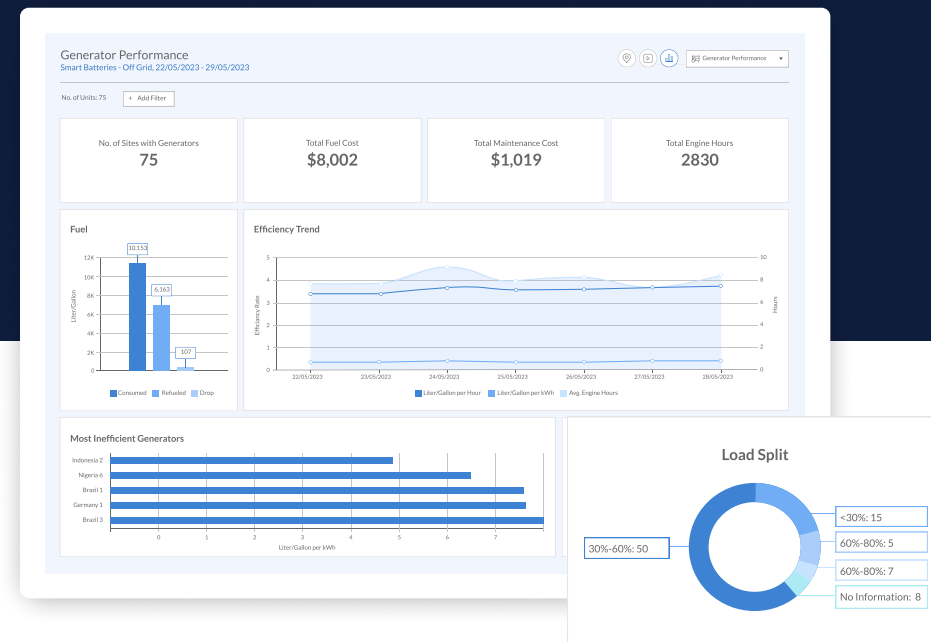 Generator Performance
Smart Batteries - Off Grid, 22/05/2023 - 29/05/2023
Generator Performance
No. of Units: 75
+ Add Filter
No. of Sites with Generators
75
Total Fuel Cost
$8,002
Total Maintenance Cost
$1,019
Total Engine Hours
2830
Fuel
10.153
6,163
107
12K
10K
8K
6K
4K
2K
0
Liter/Gallon
Consumed
Refueled
Drop
Efficiency Trend
5
4
3
2
1
0
Efficiancy Rate
10
8
6
4
2
0
Hours
22/05/2023
23/05/2023
24/05/2023
25/05/2023
26/05/2023
27/05/2023
28/05/2023
Liter/Gallon per Hour
Liter/Gallon per kWh
Avg. Engine Hours
Most Inefficient Generators
Indonesia 2
Nigeria 6
Brazil 1
Germany 1
Brazil 3
0
1
2
3
4
5
6
7
Liter/Gallon per kWh
Load Split
30%-60%: 50
<30%: 15
60%-80%: 5
60%-80%: 7
No Information: 8